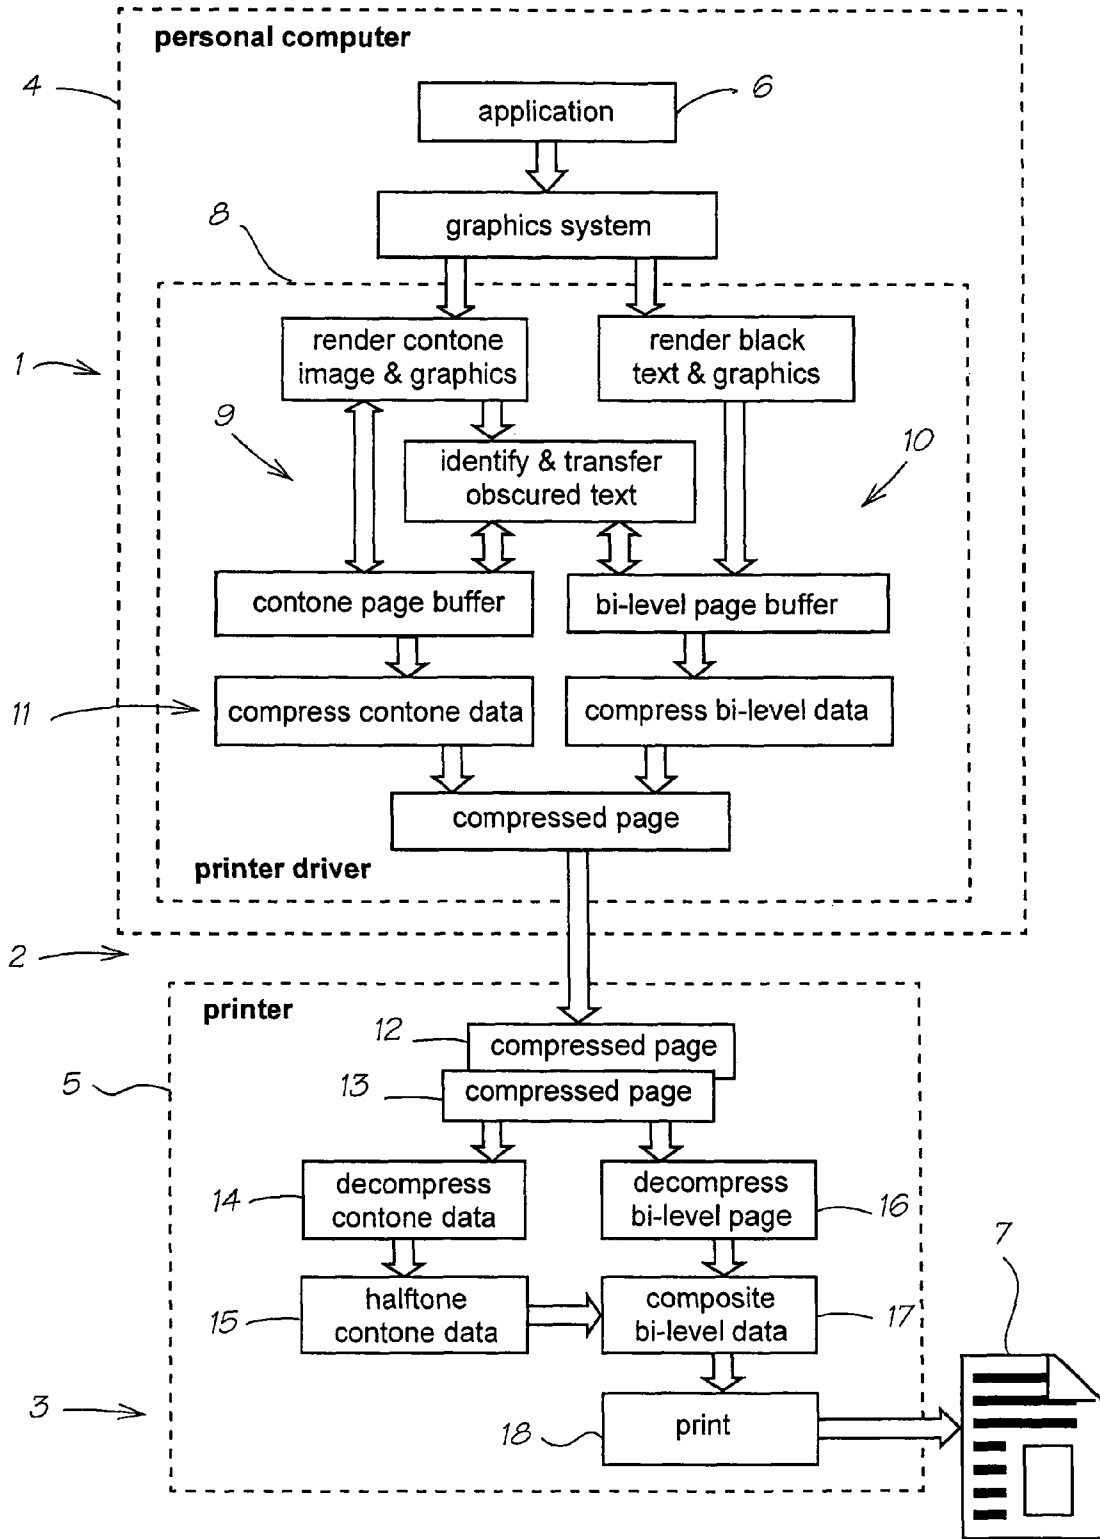 personal computer
4
6
application
8
graphics system
1
render contone
image & graphics
render black
text & graphics
9
identify & transfer
obscured text
10
contone page buffer
bi-level page buffer
11
compress contone data
compress bi-level data
compressed page
printer driver
2
printer
12
compressed page
5
13
compressed page
14
decompress
contone data
decompress
bi-level page
16
7
15
halftone
contone data
composite
bi-level data
17
3
18
print